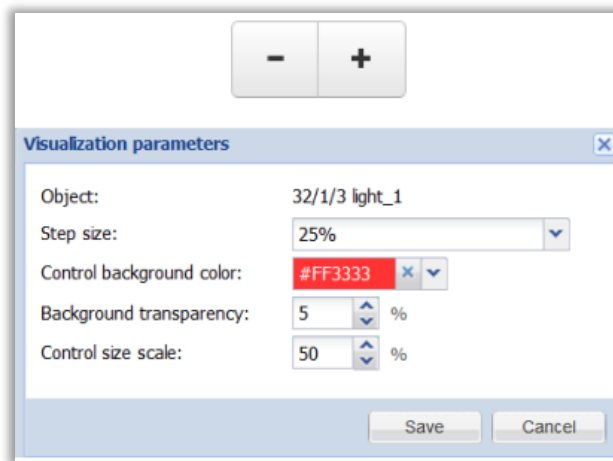 - +
Visualization parameters
Object: 32/1/3 light_1
Step size: 25%
Control background color: #FF3333
Background transparency: 5 %
Control size scale: 50 %
Save Cancel